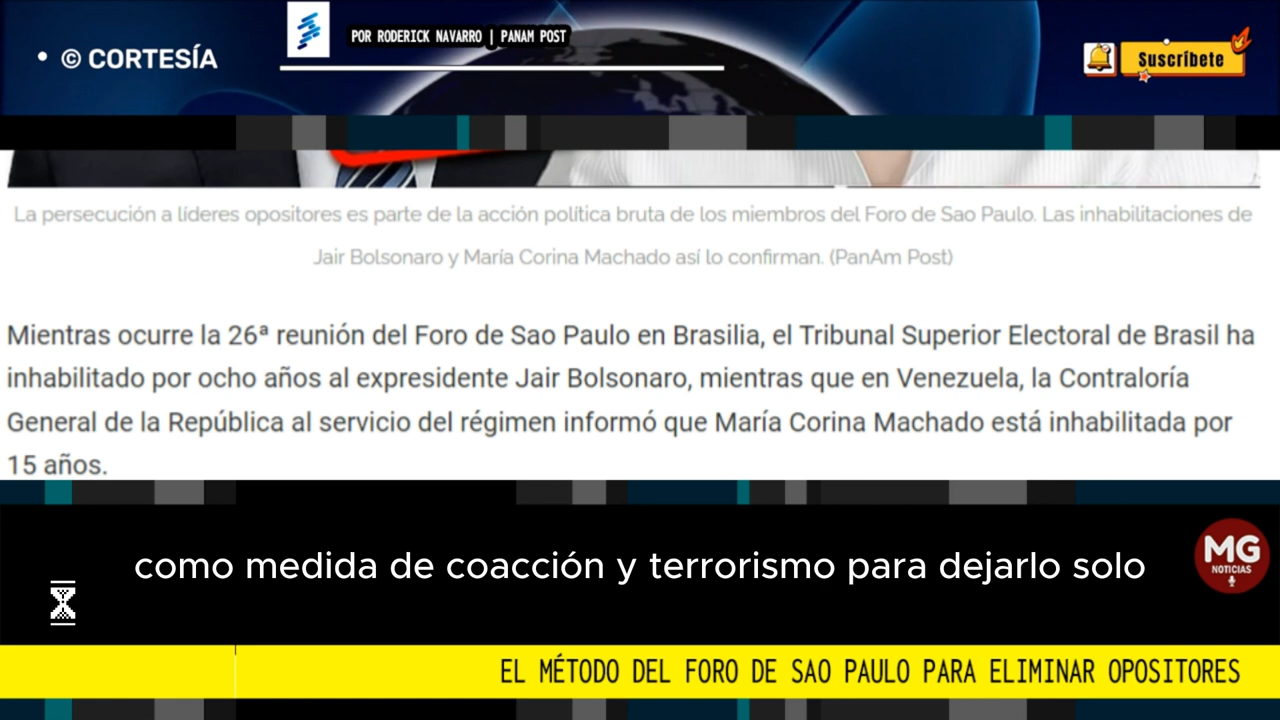 • © CORTESÍA
POR RODERICK NAVARRO | PANAM POST
Suscríbete
La persecución a líderes opositores es parte de la acción política bruta de los miembros del Foro de Sao Paulo. Las inhabilitaciones de
Jair Bolsonaro y María Corina Machado así lo confirman. (PanAm Post)
Mientras ocurre la 26ª reunión del Foro de Sao Paulo en Brasilia, el Tribunal Superior Electoral de Brasil ha
inhabilitado por ocho años al expresidente Jair Bolsonaro, mientras que en Venezuela, la Contraloría
General de la República al servicio del régimen informó que María Corina Machado está inhabilitada por
15 años.
como medida de coacción y terrorismo para dejarlo solo
MG
NOTICIAS
EL MÉTODO DEL FORO DE SAO PAULO PARA ELIMINAR OPOSITORES